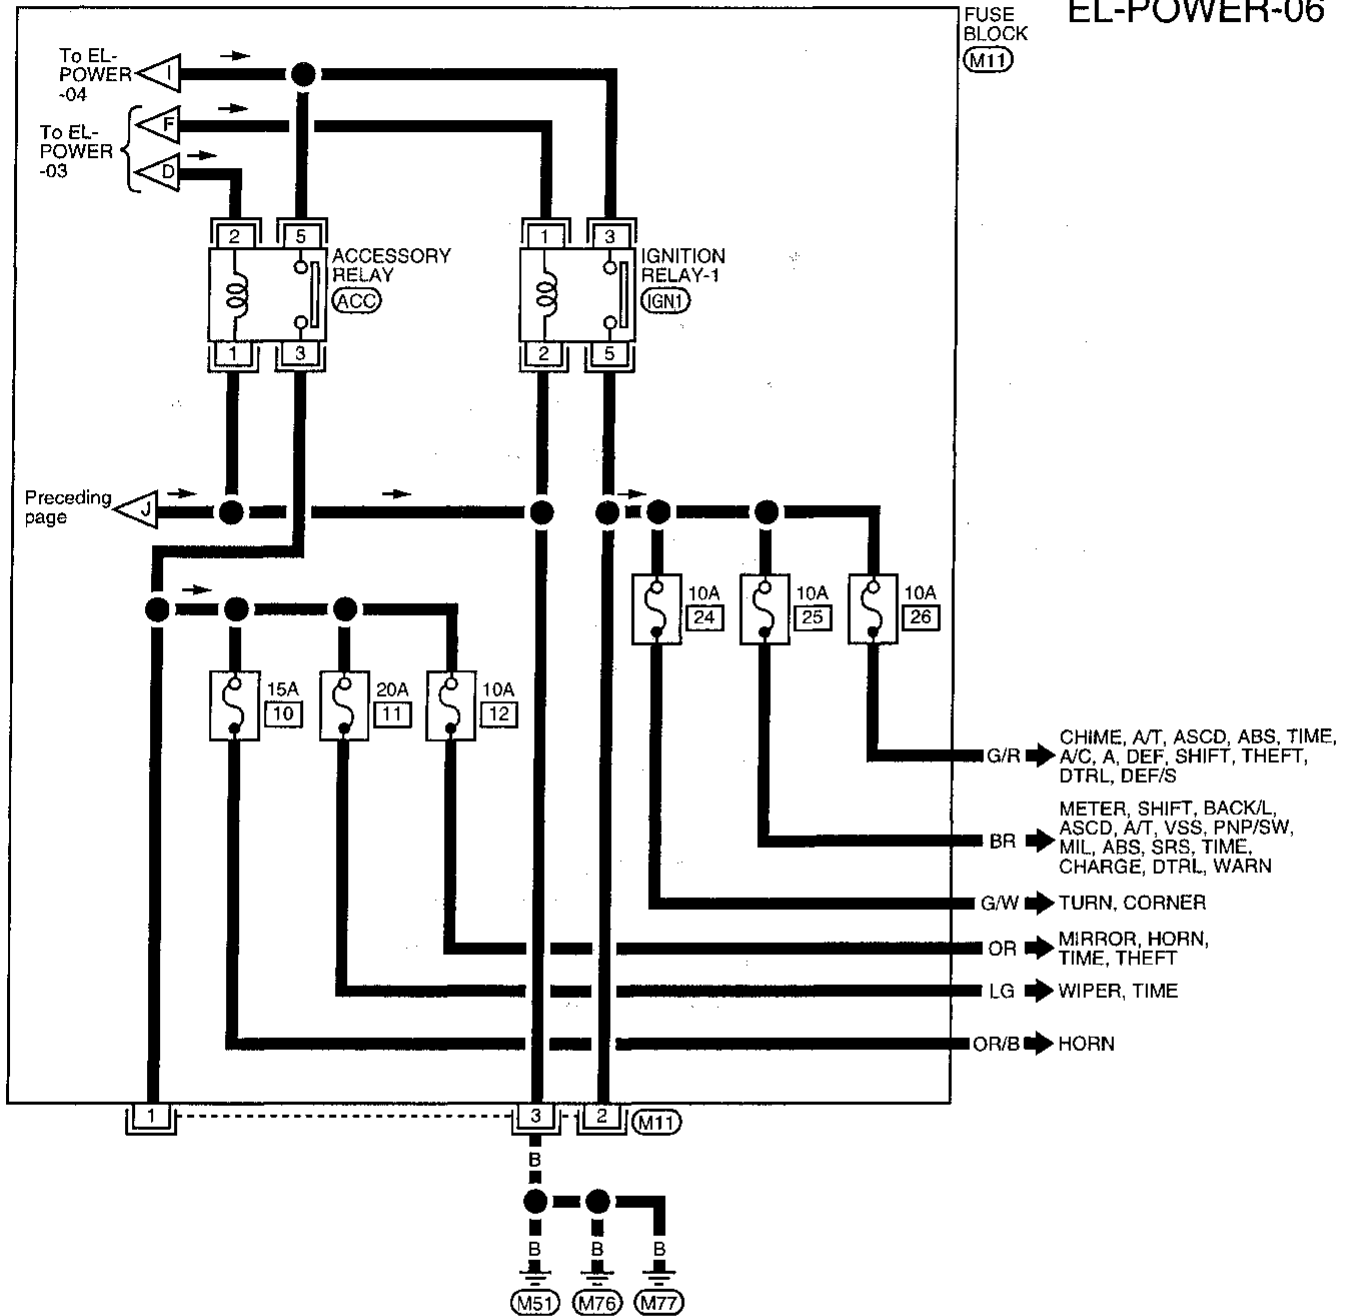 EL-POWER-06
FUSE
BLOCK
M11
To EL-
POWER
-04
I
F
To EL-
POWER
-03
D
2
5
ACCESSORY
RELAY
ACC
1
3
1
3
IGNITION
RELAY-1
IGN1
2
5
Preceding
page
J
10A
24
10A
25
10A
26
15A
10
20A
11
10A
12
G/R
CHIME, A/T, ASCD, ABS, TIME,
A/C, A, DEF, SHIFT, THEFT,
DTRL, DEF/S
BR
METER, SHIFT, BACK/L,
ASCD, A/T, VSS, PNP/SW,
MIL, ABS, SRS, TIME,
CHARGE, DTRL, WARN
G/W
TURN, CORNER
OR
MIRROR, HORN,
TIME, THEFT
LG
WIPER, TIME
OR/B
HORN
1
3
2
M11
B
B
B
B
M51
M76
M77